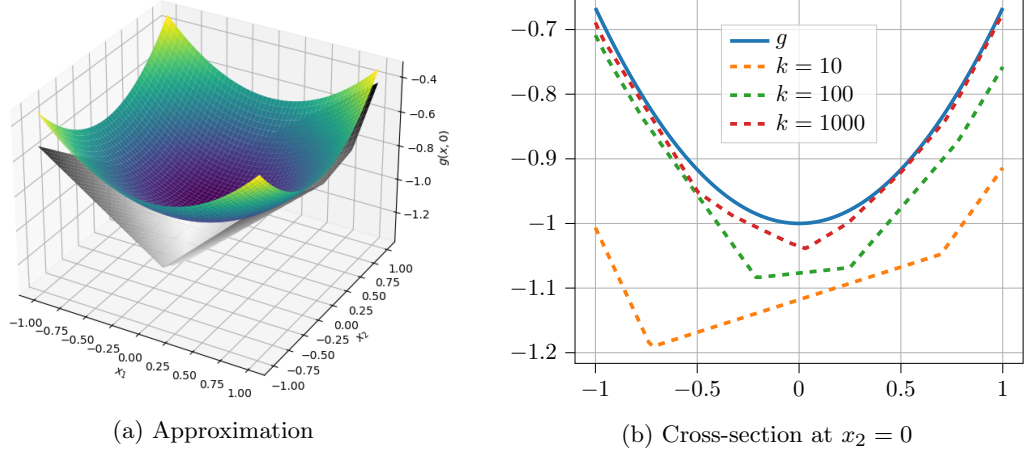 −0.4
−0.6
−0.8
−1.0
−1.2
g(x, 0)
1.00
0.75
0.50
0.25
0.00
−0.25
−0.50
−0.75
−1.00
x₂
−1.00
−0.75
−0.50
−0.25
0.00
0.25
0.50
0.75
1.00
x₁
(a) Approximation
−0.7
−0.8
−0.9
−1
−1.1
−1.2
g
k = 10
k = 100
k = 1000
−1 −0.5 0 0.5 1
(b) Cross-section at x₂ = 0